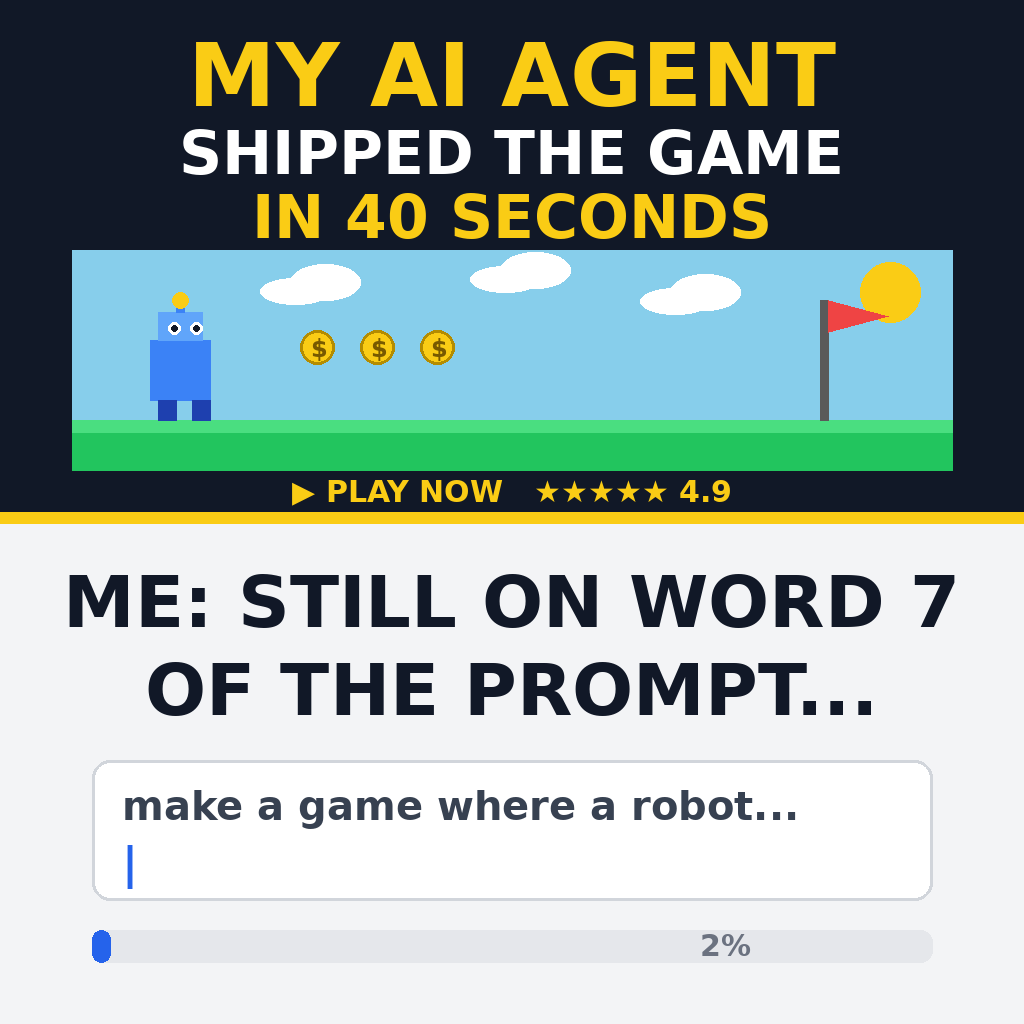 MY AI AGENT
SHIPPED THE GAME
IN 40 SECONDS
$ $ $
▶ PLAY NOW ★★★★★ 4.9
ME: STILL ON WORD 7
OF THE PROMPT...
make a game where a robot...
2%